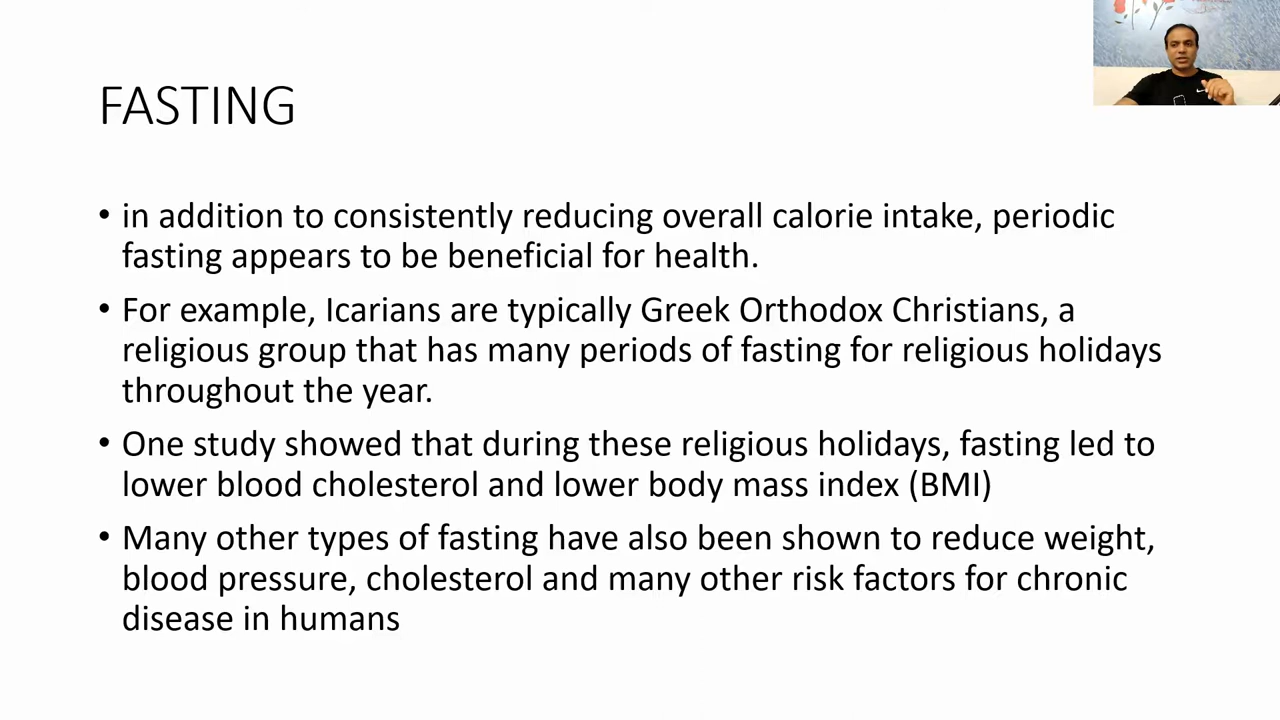 FASTING
• in addition to consistently reducing overall calorie intake, periodic
fasting appears to be beneficial for health.
• For example, Icarians are typically Greek Orthodox Christians, a
religious group that has many periods of fasting for religious holidays
throughout the year.
• One study showed that during these religious holidays, fasting led to
lower blood cholesterol and lower body mass index (BMI)
• Many other types of fasting have also been shown to reduce weight,
blood pressure, cholesterol and many other risk factors for chronic
disease in humans